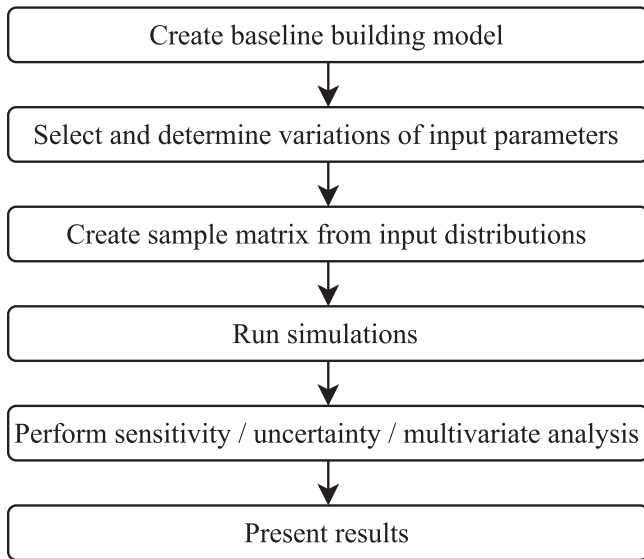 Create baseline building model
Select and determine variations of input parameters
Create sample matrix from input distributions
Run simulations
Perform sensitivity / uncertainty / multivariate analysis
Present results